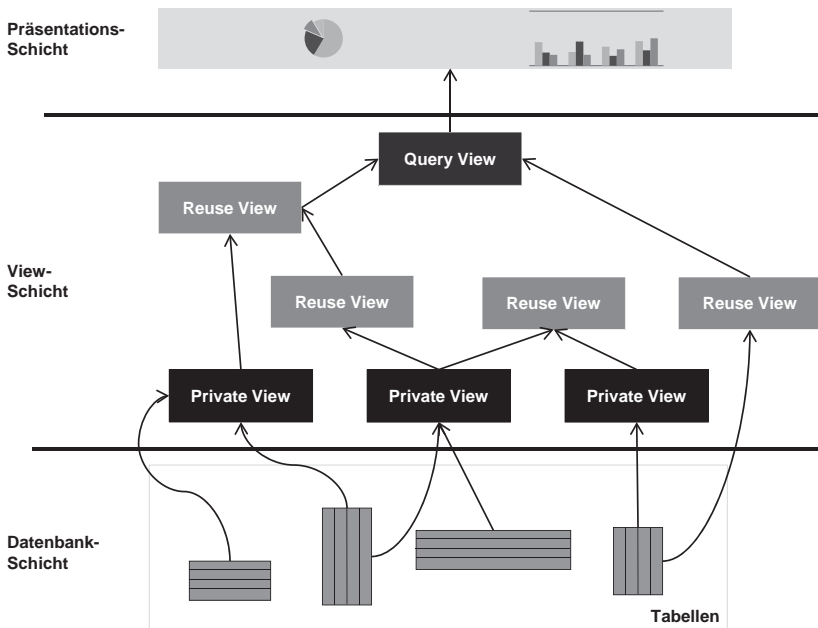 Präsentations-
Schicht
Query View
Reuse View
View-
Schicht
Reuse View
Reuse View
Reuse View
Private View
Private View
Private View
Datenbank-
Schicht
Tabellen